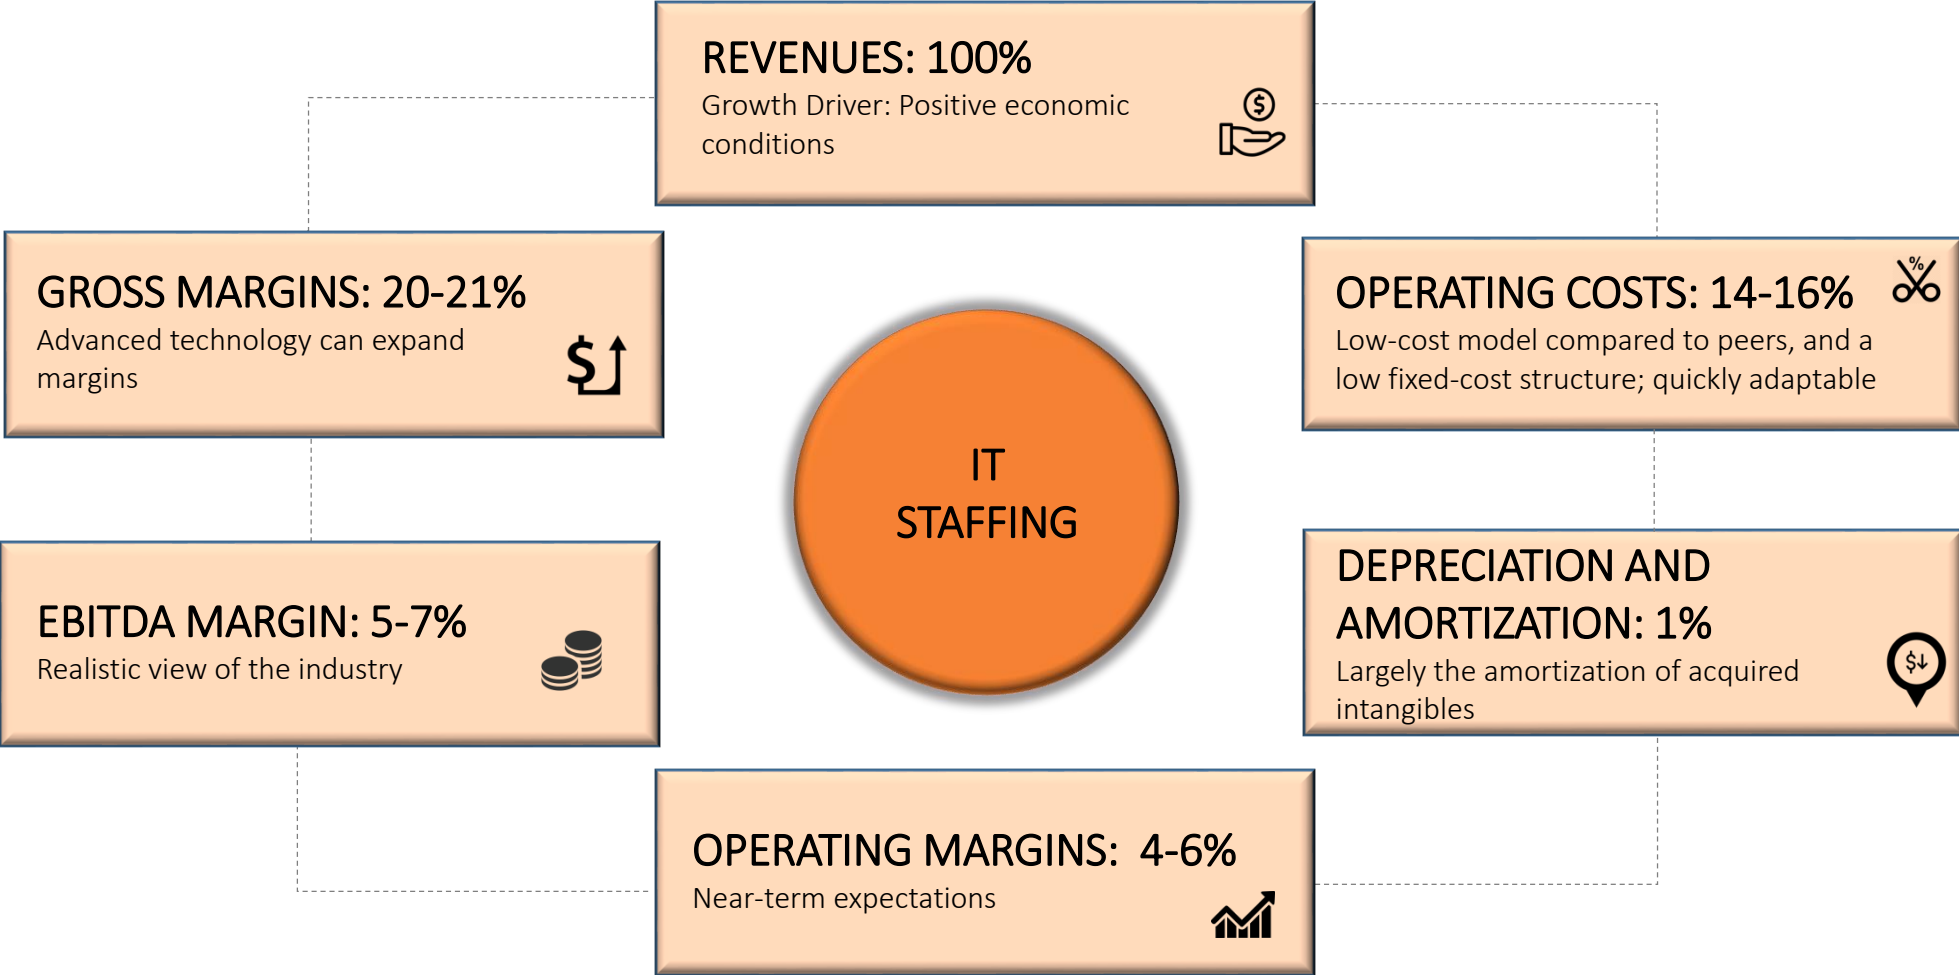 REVENUES: 100%
Growth Driver: Positive economic
conditions
$
GROSS MARGINS: 20-21%
Advanced technology can expand
margins
$
OPERATING COSTS: 14-16%
%
Low-cost model compared to peers, and a
low fixed-cost structure; quickly adaptable
IT
STAFFING
EBITDA MARGIN: 5-7%
Realistic view of the industry
DEPRECIATION AND
AMORTIZATION: 1%
Largely the amortization of acquired
intangibles
$
OPERATING MARGINS:  4-6%
Near-term expectations